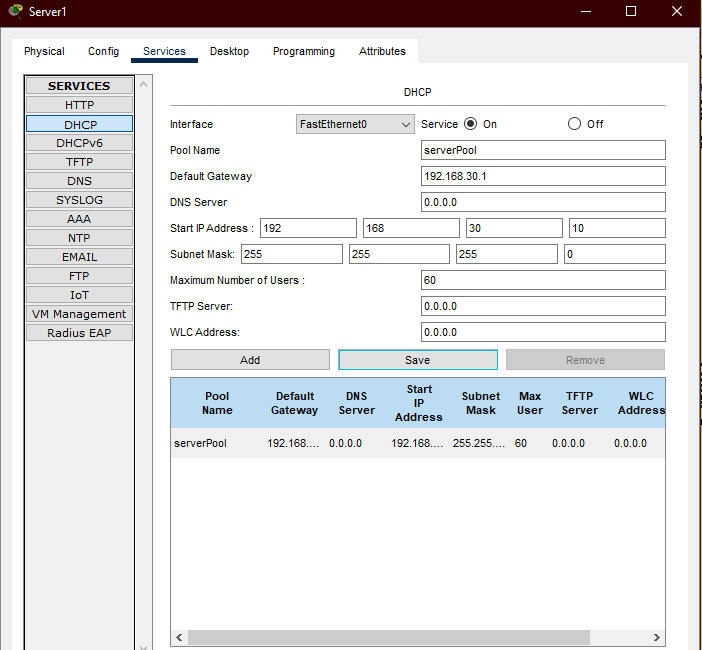 Server1
Physical Config Services Desktop Programming Attributes
SERVICES
HTTP
DHCP
DHCPv6
TFTP
DNS
SYSLOG
AAA
NTP
EMAIL
FTP
IoT
VM Management
Radius EAP
DHCP
Interface FastEthernet0 Service On Off
Pool Name serverPool
Default Gateway 192.168.30.1
DNS Server 0.0.0.0
Start IP Address : 192 168 30 10
Subnet Mask: 255 255 255 0
Maximum Number of Users : 60
TFTP Server: 0.0.0.0
WLC Address: 0.0.0.0
Add Save Remove
Pool Name Default Gateway DNS Server Start IP Address Subnet Mask Max User TFTP Server WLC Address
serverPool 192.168.... 0.0.0.0 192.168.... 255.255.... 60 0.0.0.0 0.0.0.0